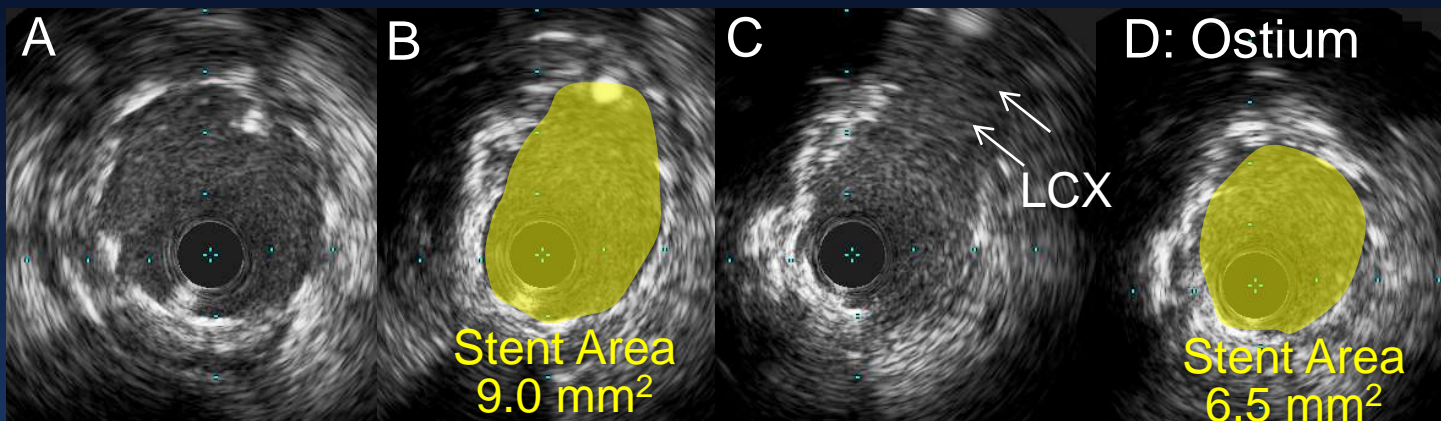 A
B
C
D: Ostium
LCX
Stent Area
9.0 mm²
Stent Area
6.5 mm²